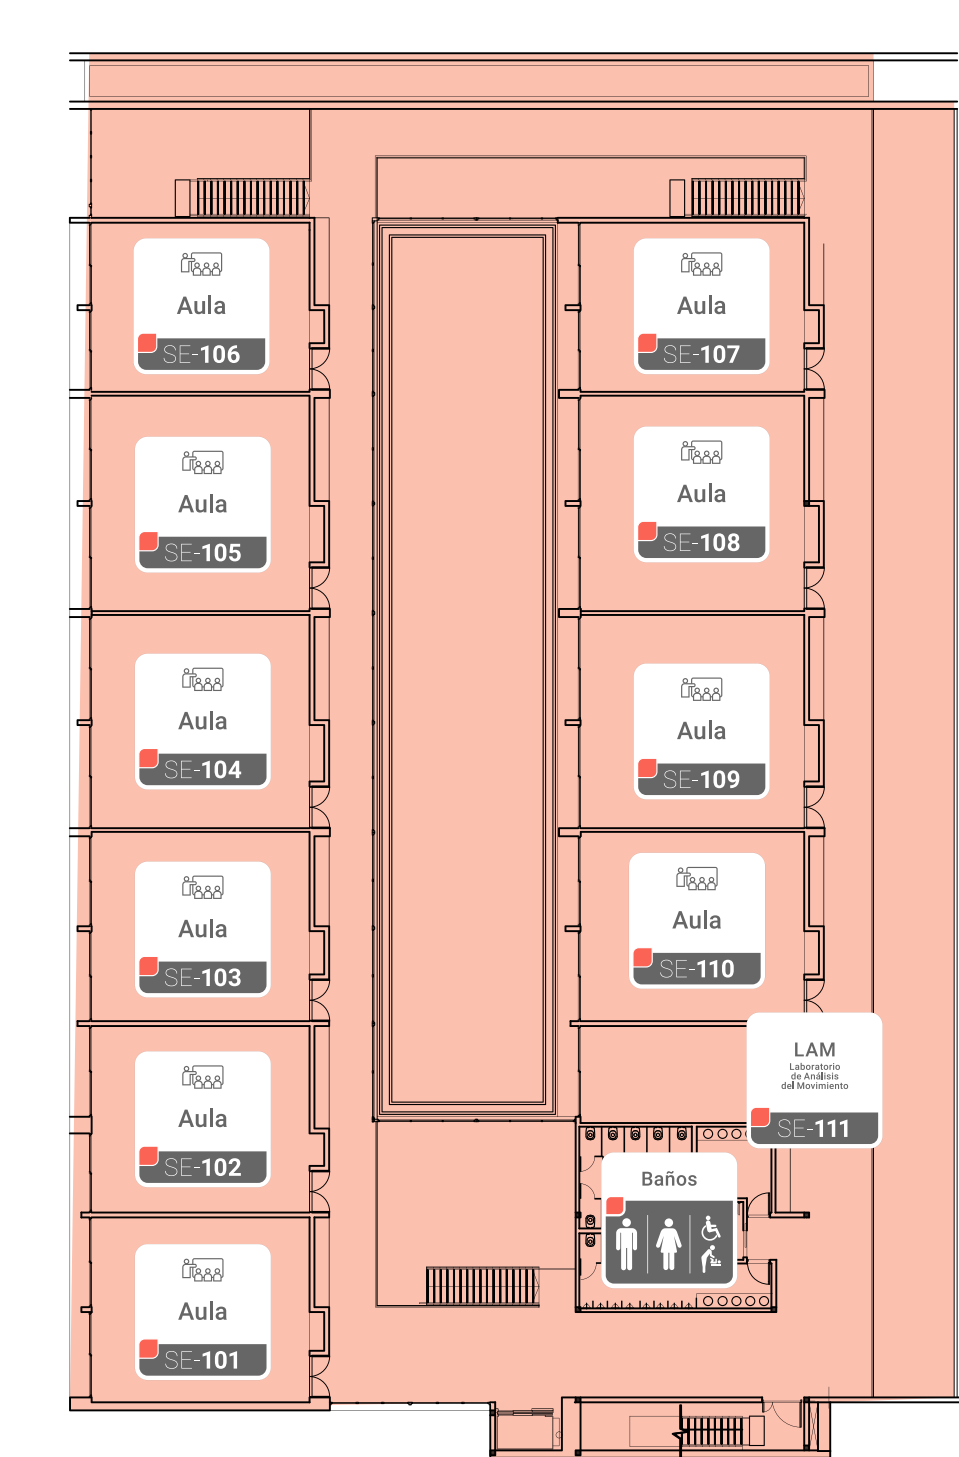 Aula
SE-106
Aula
SE-107
Aula
SE-105
Aula
SE-108
Aula
SE-104
Aula
SE-109
Aula
SE-103
Aula
SE-110
LAM
Laboratorio
de Análisis
del Movimiento
SE-111
Aula
SE-102
Baños
Aula
SE-101